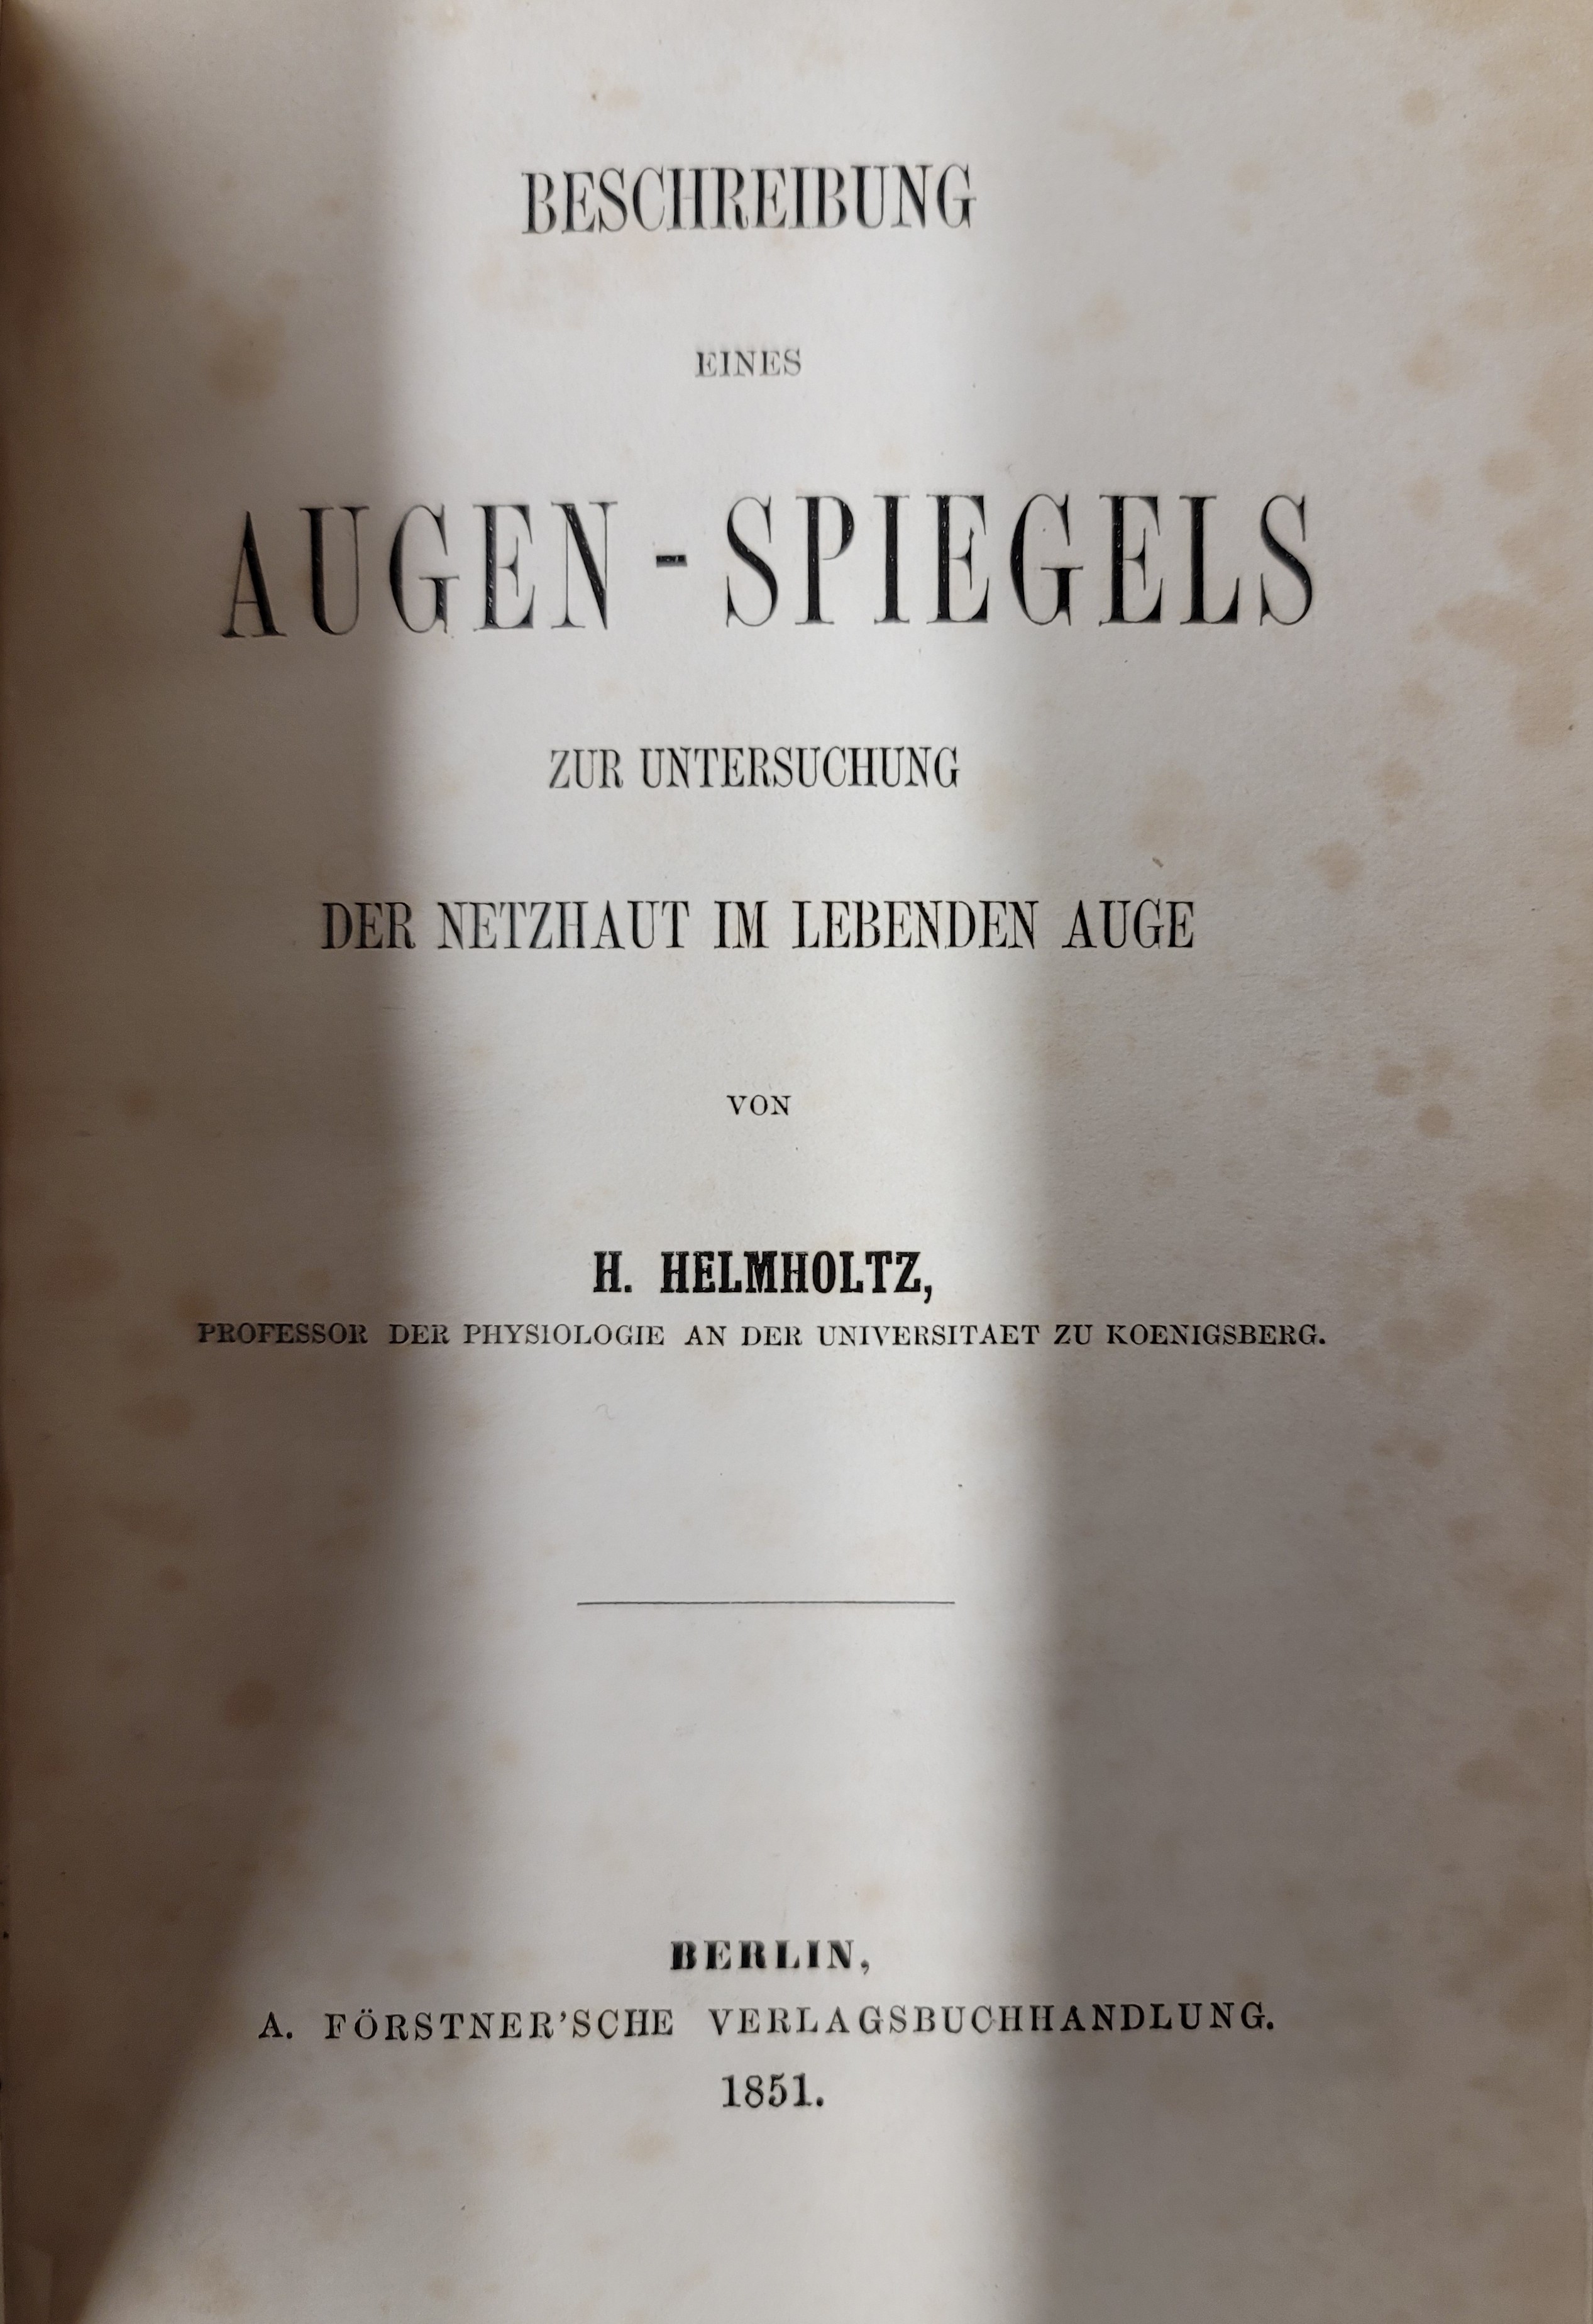 BESCHREIBUNG
EINES
AUGEN-SPIEGELS
ZUR UNTERSUCHUNG
DER NETZHAUT IM LEBENDEN AUGE
VON
H. HELMHOLTZ,
PROFESSOR DER PHYSIOLOGIE AN DER UNIVERSITAET ZU KOENIGSBERG.
BERLIN,
A. FÖRSTNER'SCHE VERLAGSBUCHHANDLUNG.
1851.